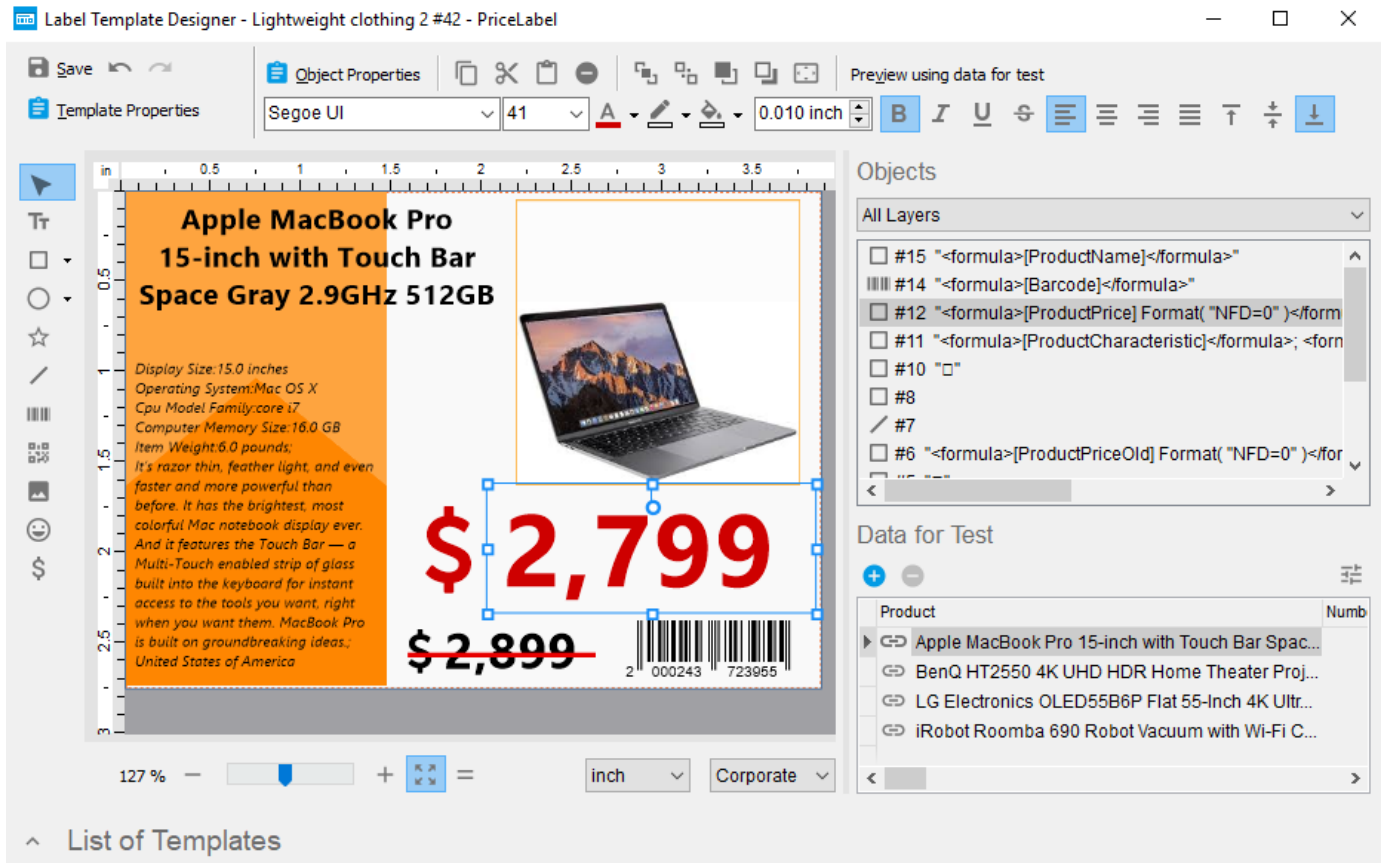 Label Template Designer - Lightweight clothing 2 #42 - PriceLabel
Save
Object Properties
Preview using data for test
Template Properties
Segoe UI
41
A
0.010 inch
B I U S
in 0.5 1 1.5 2 2.5 3 3.5
0.5
1
1.5
2
2.5
3
Apple MacBook Pro
15-inch with Touch Bar
Space Gray 2.9GHz 512GB
Display Size:15.0 inches
Operating System:Mac OS X
Cpu Model Family:core i7
Computer Memory Size:16.0 GB
Item Weight:6.0 pounds;
It's razor thin, feather light, and even
faster and more powerful than
before. It has the brightest, most
colorful Mac notebook display ever.
And it features the Touch Bar — a
Multi-Touch enabled strip of glass
built into the keyboard for instant
access to the tools you want, right
when you want them. MacBook Pro
is built on groundbreaking ideas.;
United States of America
$ 2,799
$ 2,899
2 000243 723955
Objects
All Layers
#15 "<formula>[ProductName]</formula>"
#14 "<formula>[Barcode]</formula>"
#12 "<formula>[ProductPrice] Format( "NFD=0" )</form
#11 "<formula>[ProductCharacteristic]</formula>; <forn
#10 "□"
#8
#7
#6 "<formula>[ProductPriceOld] Format( "NFD=0" )</for
Data for Test
Product Numb
Apple MacBook Pro 15-inch with Touch Bar Spac...
BenQ HT2550 4K UHD HDR Home Theater Proj...
LG Electronics OLED55B6P Flat 55-Inch 4K Ultr...
iRobot Roomba 690 Robot Vacuum with Wi-Fi C...
127 %
inch
Corporate
List of Templates